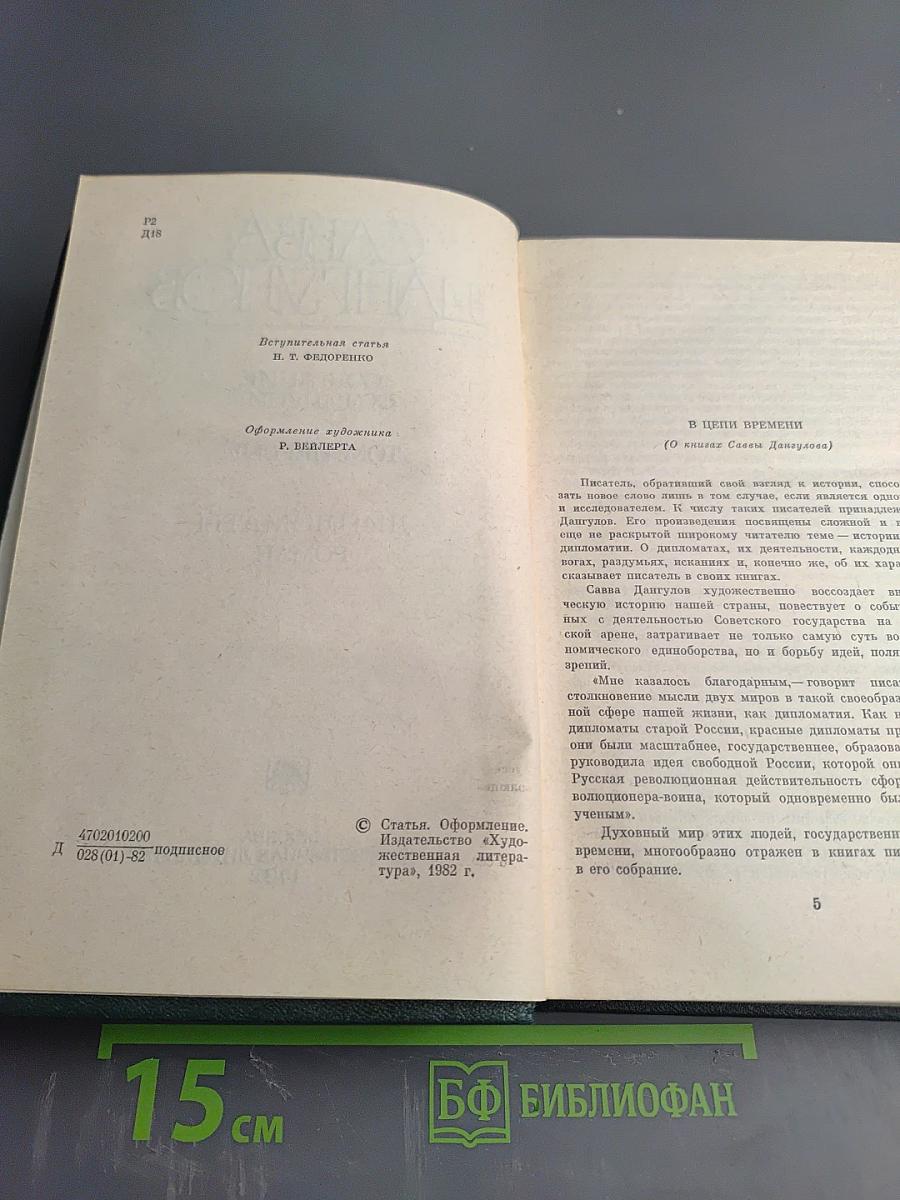 Р2
Д18
Вступительная статья
Н. Т. ФЕДОРЕНКО
Оформление художника
Р. ВЕЙЛЕРТА
Д 4702010200
028(01)-82 подписное
© Статья. Оформление.
Издательство «Худо-
жественная литера-
тура», 1982 г.
В ЦЕПИ ВРЕМЕНИ
(О книгах Саввы Дангулова)
Писатель, обративший свой взгляд к истории, спосо
зать новое слово лишь в том случае, если является одно
и исследователем. К числу таких писателей принадлеж
Дангулов. Его произведения посвящены сложной и
еще не раскрытой широкому читателю теме — истории
дипломатии. О дипломатах, их деятельности, каждодн
вогах, раздумьях, исканиях и, конечно же, об их хара
сказывает писатель в своих книгах.
Савва Дангулов художественно воссоздает вн
ческую историю нашей страны, повествует о событ
ных с деятельностью Советского государства на
ской арене, затрагивает не только самую суть во
номического единоборства, но и борьбу идей, поля
зрений.
«Мне казалось благодарным,— говорит писат
столкновение мысли двух миров в такой своеобраз
ной сфере нашей жизни, как дипломатия. Как н
дипломаты старой России, красные дипломаты пр
они были масштабнее, государственнее, образова
руководила идея свободной России, которой они
Русская революционная действительность сфор
волюционера-воина, который одновременно бы
ученым».
Духовный мир этих людей, государственн
времени, многообразно отражен в книгах пи
в его собрание.
5
15 см
БФ БИБЛИОФАН